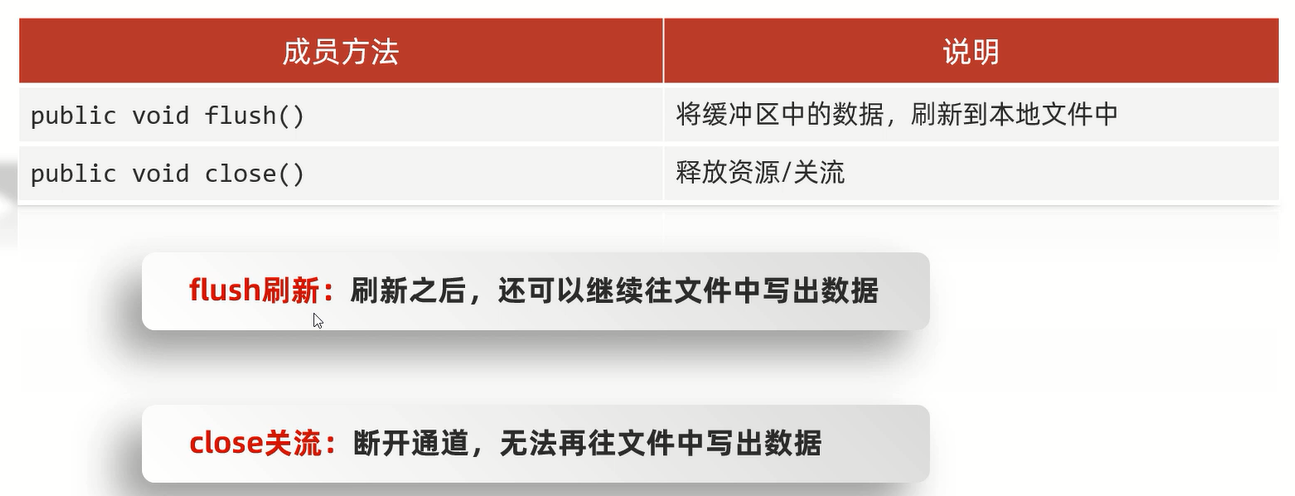 成员方法 说明
public void flush() 将缓冲区中的数据，刷新到本地文件中
public void close() 释放资源/关流
flush刷新：刷新之后，还可以继续往文件中写出数据
close关流：断开通道，无法再往文件中写出数据